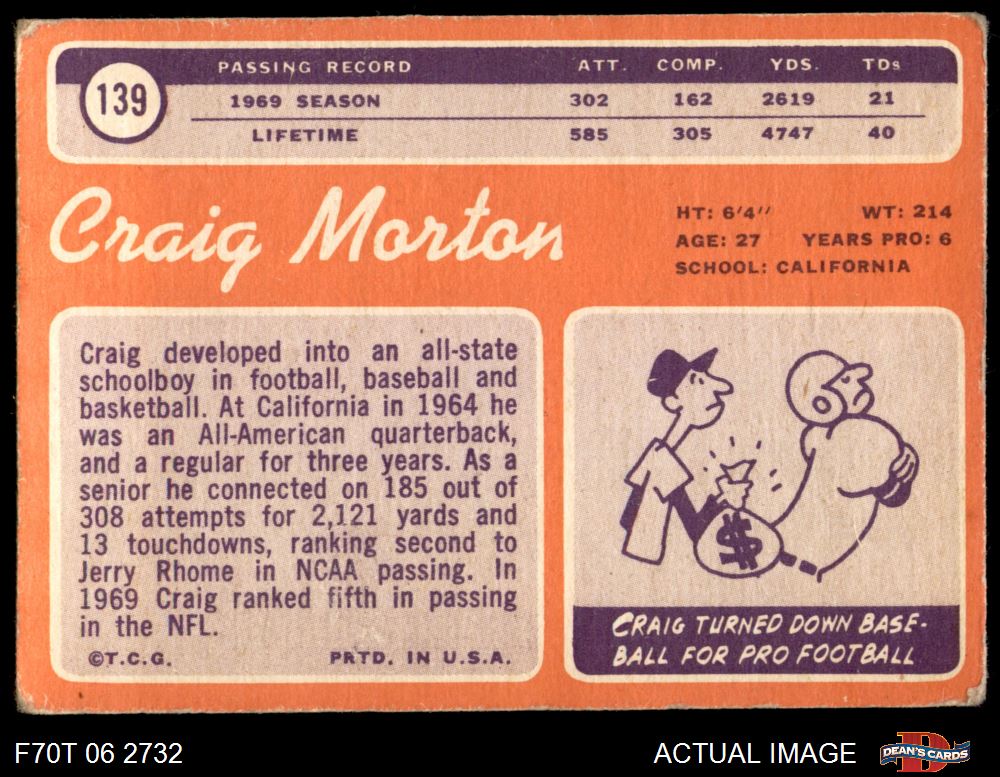 139
PASSING RECORD ATT. COMP. YDS. TDs
1969 SEASON 302 162 2619 21
LIFETIME 585 305 4747 40
Craig Morton
HT: 6'4'' WT: 214
AGE: 27 YEARS PRO: 6
SCHOOL: CALIFORNIA
Craig developed into an all-state
schoolboy in football, baseball and
basketball. At California in 1964 he
was an All-American quarterback,
and a regular for three years. As a
senior he connected on 185 out of
308 attempts for 2,121 yards and
13 touchdowns, ranking second to
Jerry Rhome in NCAA passing. In
1969 Craig ranked fifth in passing
in the NFL.
©T.C.G. PRTD. IN U.S.A.
$
CRAIG TURNED DOWN BASE-
BALL FOR PRO FOOTBALL
F70T 06 2732 ACTUAL IMAGE
D
DEAN'S CARDS